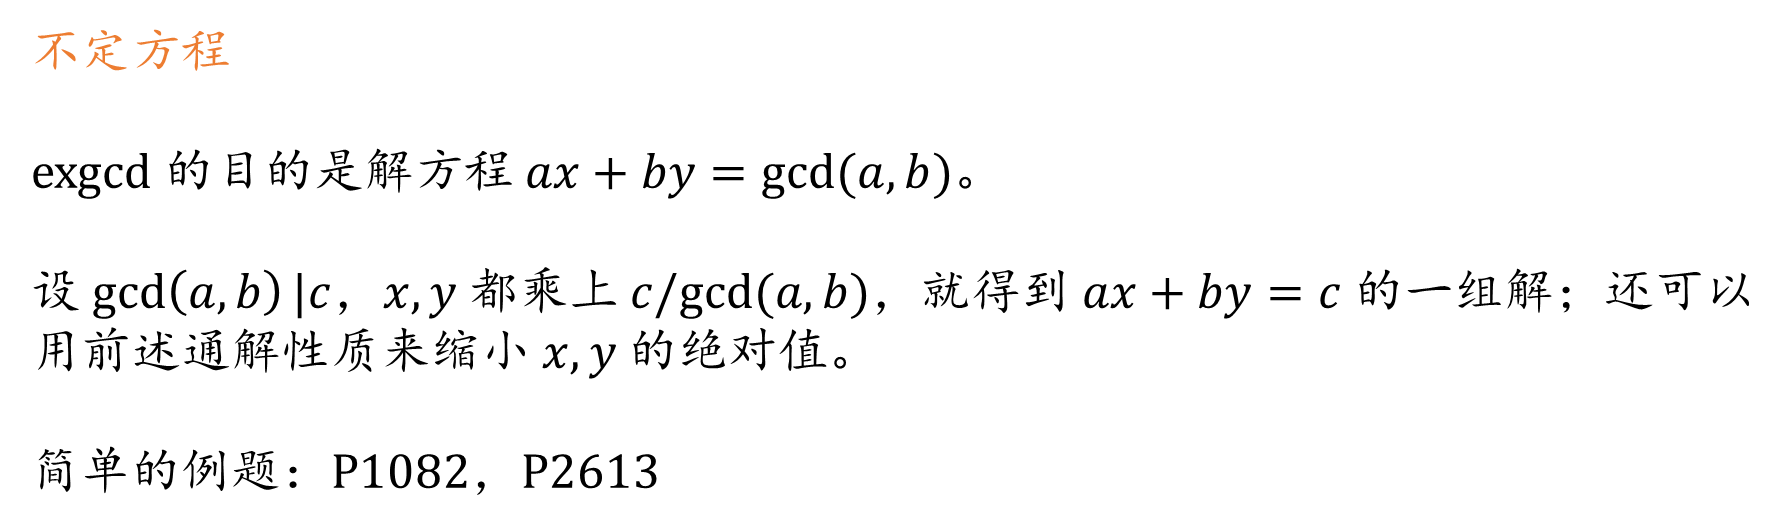 不定方程
exgcd 的目的是解方程 ax + by = gcd(a, b)。
设 gcd(a, b) |c，x, y 都乘上 c/gcd(a, b)，就得到 ax + by = c 的一组解；还可以
用前述通解性质来缩小 x, y 的绝对值。
简单的例题：P1082，P2613